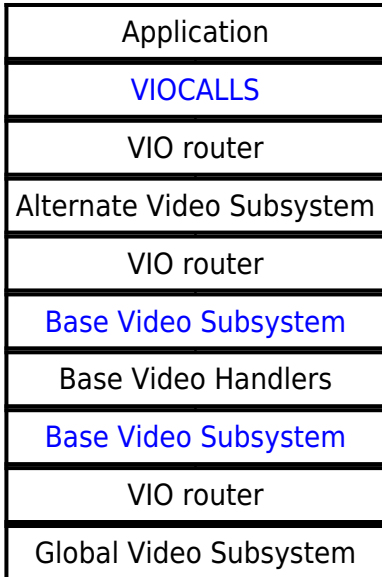 Application
VIOCALLS
VIO router
Alternate Video Subsystem
VIO router
Base Video Subsystem
Base Video Handlers
Base Video Subsystem
VIO router
Global Video Subsystem